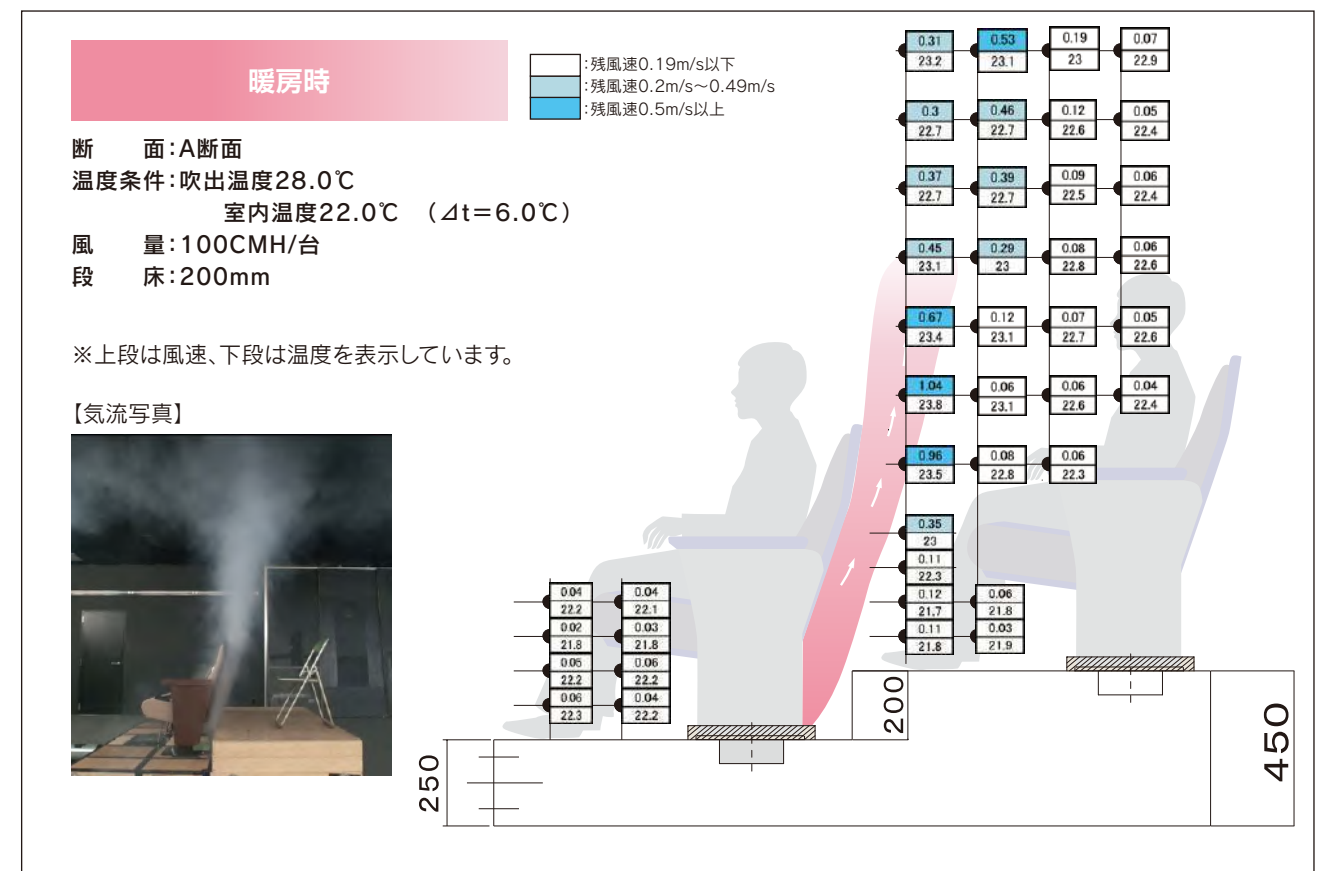 暖房時
:残風速0.19m/s以下
:残風速0.2m/s～0.49m/s
:残風速0.5m/s以上
断　　面:A断面
温度条件:吹出温度28.0℃
室内温度22.0℃　（⊿t＝6.0℃）
風　　量:100CMH/台
段　　床:200mm
※上段は風速、下段は温度を表示しています。
【気流写真】
0.31 0.53 0.19 0.07
23.2 23.1 23 22.9
0.3 0.46 0.12 0.05
22.7 22.7 22.6 22.4
0.37 0.39 0.09 0.06
22.7 22.7 22.5 22.4
0.45 0.29 0.08 0.06
23.1 23 22.8 22.6
0.67 0.12 0.07 0.05
23.4 23.1 22.7 22.6
1.04 0.06 0.06 0.04
23.8 23.1 22.6 22.4
0.96 0.08 0.06
23.5 22.8 22.3
0.35
23
0.11
22.3
0.12 0.06
21.7 21.8
0.11 0.03
21.8 21.9
0.04 0.04
22.2 22.1
0.02 0.03
21.8 21.8
0.05 0.06
22.2 22.2
0.06 0.04
22.3 22.2
200
250
450